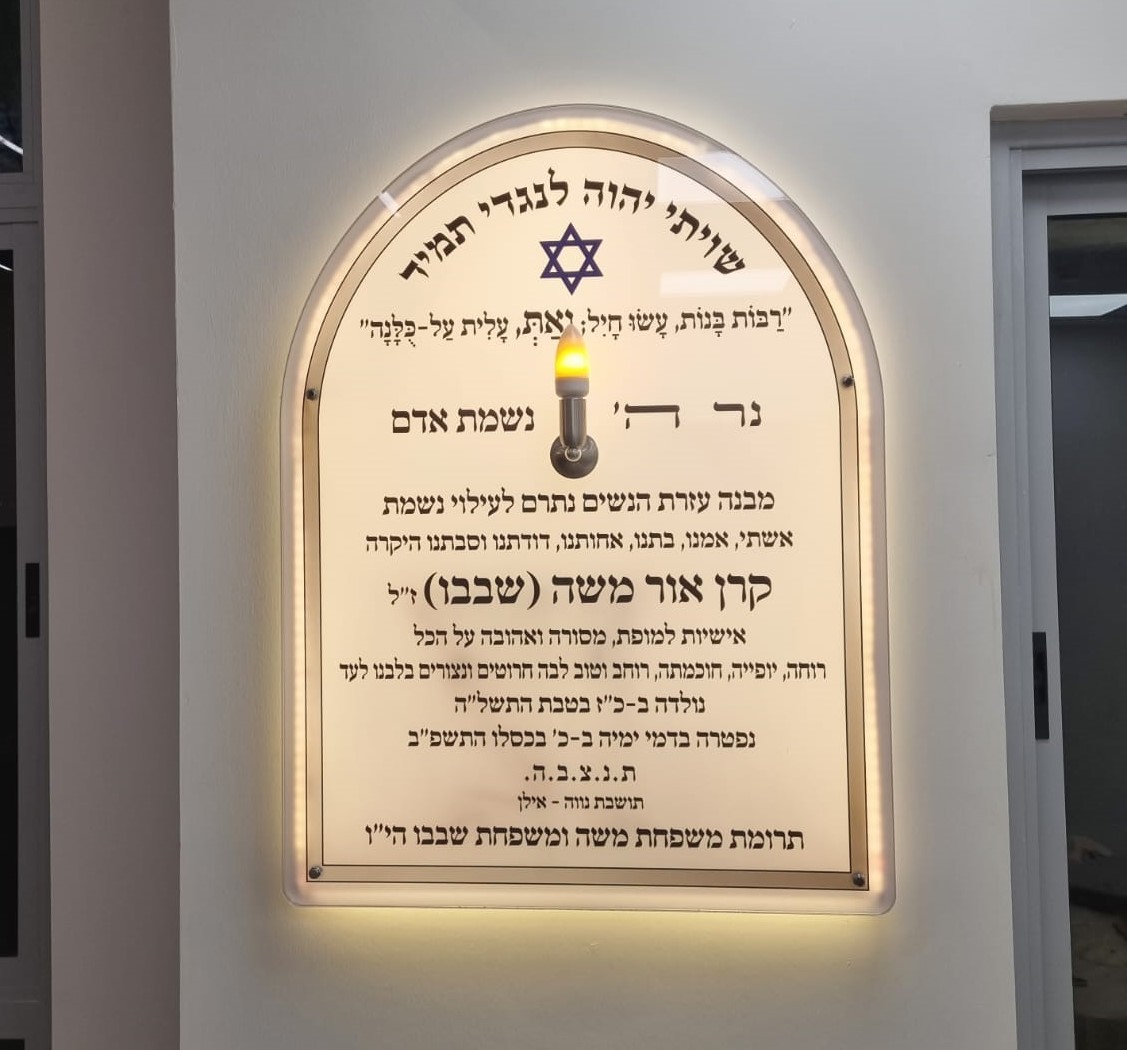 שויתי יהוה לנגדי תמיד
"רַבּוֹת בָּנוֹת, עָשׂוּ חָיִל; וְאַתְּ, עָלִית עַל-כֻּלָּנָה"
נר ה' נשמת אדם
מבנה עזרת הנשים נתרם לעילוי נשמת
אשתי, אמנו, בתנו, אחותנו, דודתנו וסבתנו היקרה
קרן אור משה (שבבו) ז"ל
אישיות למופת, מסורה ואהובה על הכל
רוחה, יופייה, חוכמתה, רוחב וטוב לבה חרוטים ונצורים בלבנו לעד
נולדה ב-כ"ז בטבת התשל"ה
נפטרה בדמי ימיה ב-כ' בכסלו התשפ"ב
ת.נ.צ.ב.ה.
תושבת נווה - אילן
תרומת משפחת משה ומשפחת שבבו הי"ו